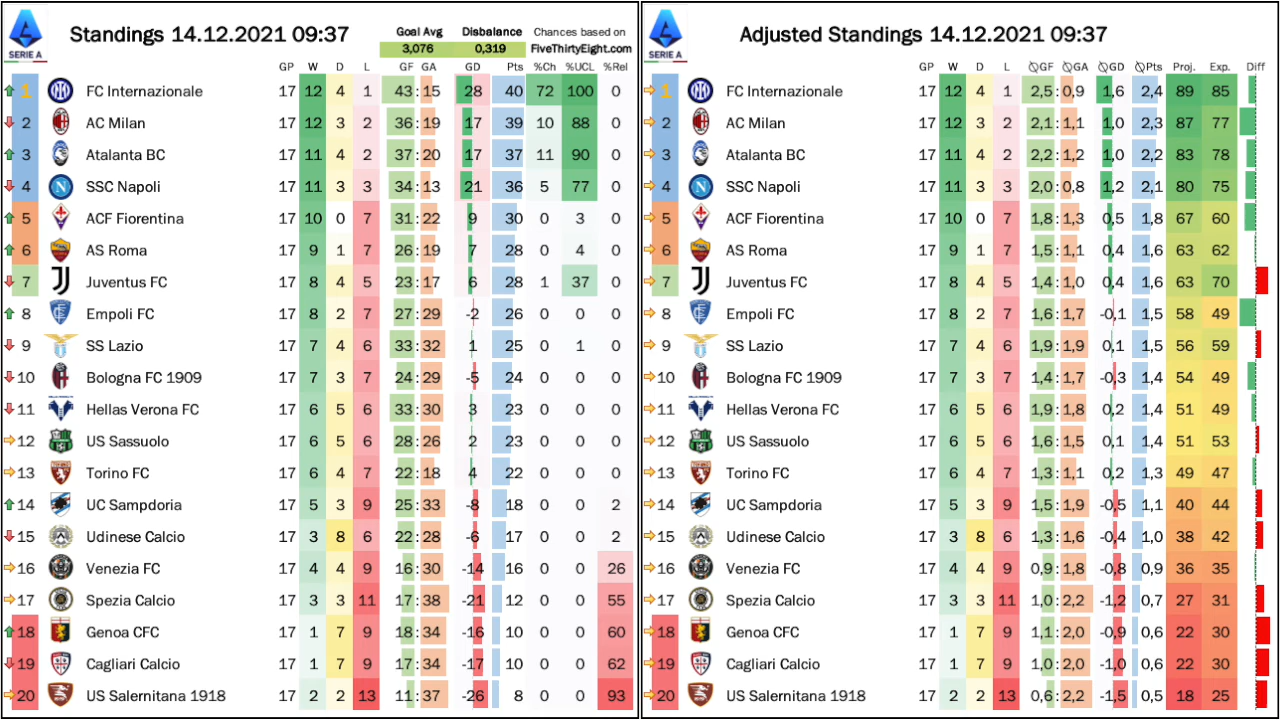 Standings 14.12.2021 09:37
Goal Avg Disbalance Chances based on
3,076 0,319 FiveThirtyEight.com
SERIE A
GP W D L GF GA GD Pts %Ch %UCL %Rel
1 FC Internazionale 17 12 4 1 43 : 15 28 40 72 100 0
2 AC Milan 17 12 3 2 36 : 19 17 39 10 88 0
3 Atalanta BC 17 11 4 2 37 : 20 17 37 11 90 0
4 SSC Napoli 17 11 3 3 34 : 13 21 36 5 77 0
5 ACF Fiorentina 17 10 0 7 31 : 22 9 30 0 3 0
6 AS Roma 17 9 1 7 26 : 19 7 28 0 4 0
7 Juventus FC 17 8 4 5 23 : 17 6 28 1 37 0
8 Empoli FC 17 8 2 7 27 : 29 -2 26 0 0 0
9 SS Lazio 17 7 4 6 33 : 32 1 25 0 1 0
10 Bologna FC 1909 17 7 3 7 24 : 29 -5 24 0 0 0
11 Hellas Verona FC 17 6 5 6 33 : 30 3 23 0 0 0
12 US Sassuolo 17 6 5 6 28 : 26 2 23 0 0 0
13 Torino FC 17 6 4 7 22 : 18 4 22 0 0 0
14 UC Sampdoria 17 5 3 9 25 : 33 -8 18 0 0 2
15 Udinese Calcio 17 3 8 6 22 : 28 -6 17 0 0 2
16 Venezia FC 17 4 4 9 16 : 30 -14 16 0 0 26
17 Spezia Calcio 17 3 3 11 17 : 38 -21 12 0 0 55
18 Genoa CFC 17 1 7 9 18 : 34 -16 10 0 0 60
19 Cagliari Calcio 17 1 7 9 17 : 34 -17 10 0 0 62
20 US Salernitana 1918 17 2 2 13 11 : 37 -26 8 0 0 93
Adjusted Standings 14.12.2021 09:37
SERIE A
GP W D L ∅GF ∅GA ∅GD ∅Pts Proj. Exp. Diff
1 FC Internazionale 17 12 4 1 2,5 : 0,9 1,6 2,4 89 85
2 AC Milan 17 12 3 2 2,1 : 1,1 1,0 2,3 87 77
3 Atalanta BC 17 11 4 2 2,2 : 1,2 1,0 2,2 83 78
4 SSC Napoli 17 11 3 3 2,0 : 0,8 1,2 2,1 80 75
5 ACF Fiorentina 17 10 0 7 1,8 : 1,3 0,5 1,8 67 60
6 AS Roma 17 9 1 7 1,5 : 1,1 0,4 1,6 63 62
7 Juventus FC 17 8 4 5 1,4 : 1,0 0,4 1,6 63 70
8 Empoli FC 17 8 2 7 1,6 : 1,7 -0,1 1,5 58 49
9 SS Lazio 17 7 4 6 1,9 : 1,9 0,1 1,5 56 59
10 Bologna FC 1909 17 7 3 7 1,4 : 1,7 -0,3 1,4 54 49
11 Hellas Verona FC 17 6 5 6 1,9 : 1,8 0,2 1,4 51 49
12 US Sassuolo 17 6 5 6 1,6 : 1,5 0,1 1,4 51 53
13 Torino FC 17 6 4 7 1,3 : 1,1 0,2 1,3 49 47
14 UC Sampdoria 17 5 3 9 1,5 : 1,9 -0,5 1,1 40 44
15 Udinese Calcio 17 3 8 6 1,3 : 1,6 -0,4 1,0 38 42
16 Venezia FC 17 4 4 9 0,9 : 1,8 -0,8 0,9 36 35
17 Spezia Calcio 17 3 3 11 1,0 : 2,2 -1,2 0,7 27 31
18 Genoa CFC 17 1 7 9 1,1 : 2,0 -0,9 0,6 22 30
19 Cagliari Calcio 17 1 7 9 1,0 : 2,0 -1,0 0,6 22 30
20 US Salernitana 1918 17 2 2 13 0,6 : 2,2 -1,5 0,5 18 25